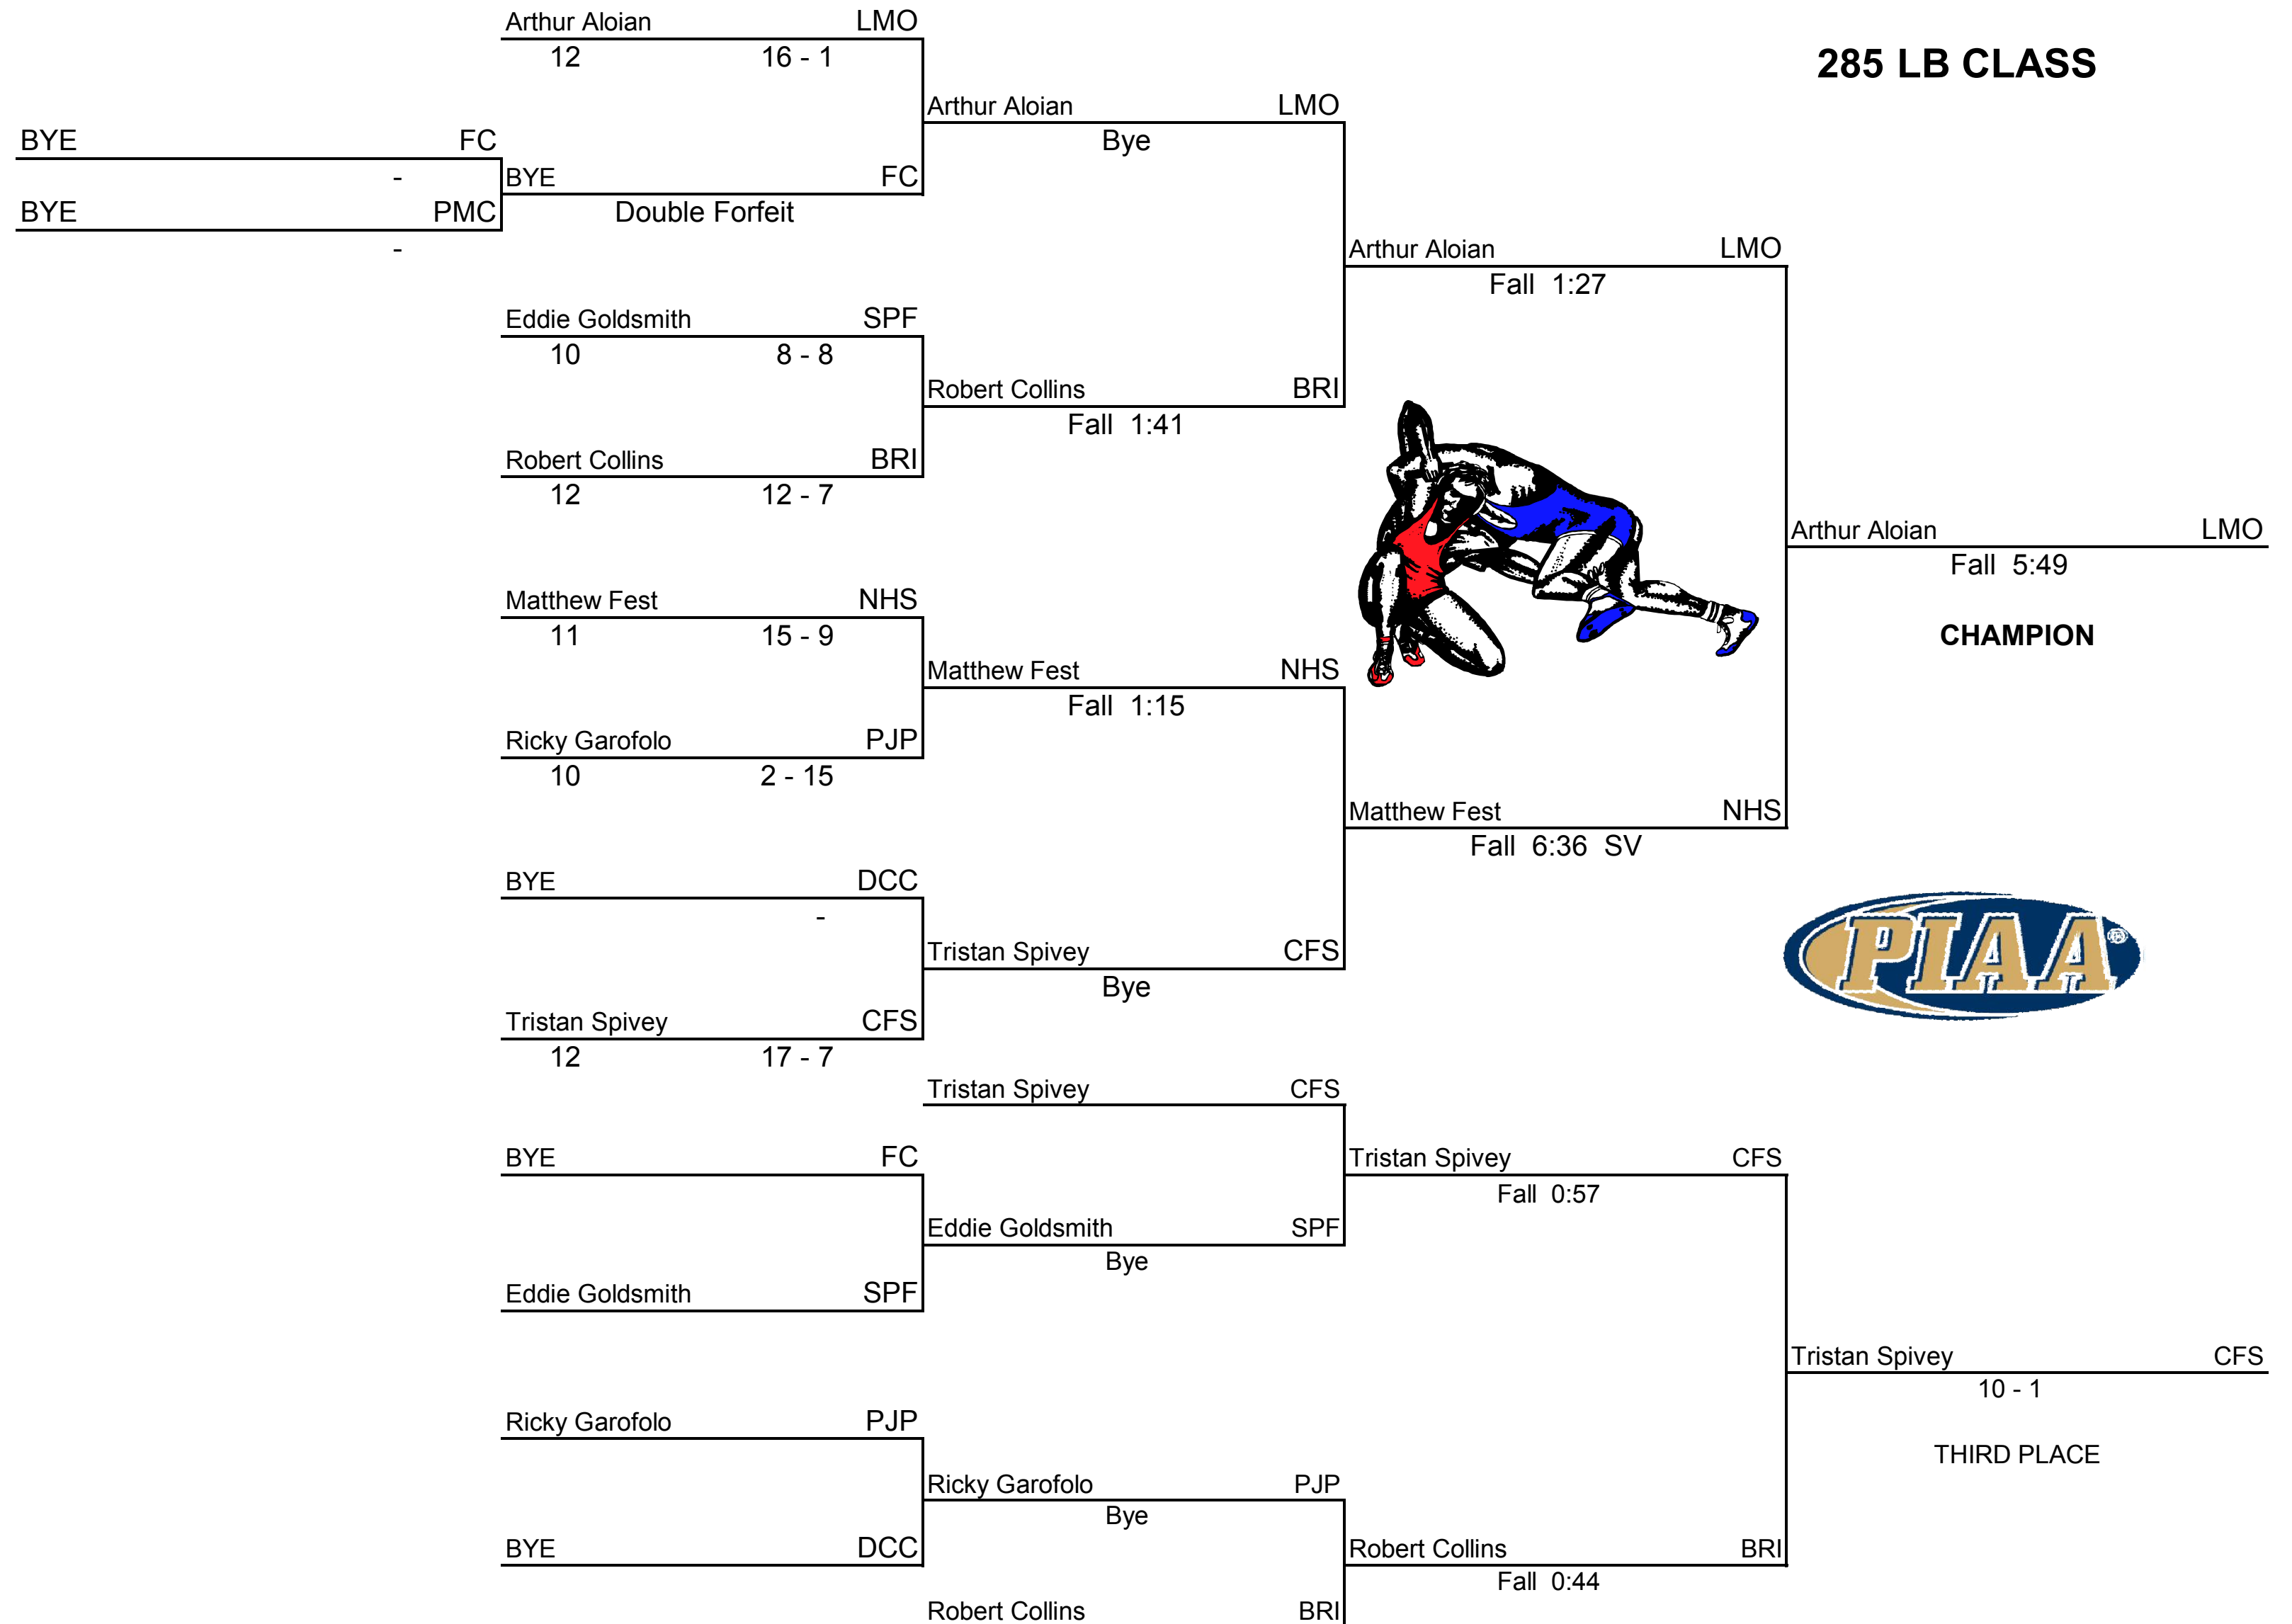 Arthur Aloian LMO
12 16 - 1
285 LB CLASS
Arthur Aloian LMO
BYE FC
Bye
-
BYE FC
BYE PMC
Double Forfeit
-
Arthur Aloian LMO
Fall 1:27
Eddie Goldsmith SPF
10 8 - 8
Robert Collins BRI
Fall 1:41
Robert Collins BRI
12 12 - 7
Arthur Aloian LMO
Fall 5:49
Matthew Fest NHS
11 15 - 9
CHAMPION
Matthew Fest NHS
Fall 1:15
Ricky Garofolo PJP
10 2 - 15
Matthew Fest NHS
Fall 6:36 SV
BYE DCC
-
PIAA®
Tristan Spivey CFS
Bye
Tristan Spivey CFS
12 17 - 7
Tristan Spivey CFS
BYE FC
Tristan Spivey CFS
Fall 0:57
Eddie Goldsmith SPF
Bye
Eddie Goldsmith SPF
Tristan Spivey CFS
10 - 1
Ricky Garofolo PJP
THIRD PLACE
Ricky Garofolo PJP
Bye
BYE DCC
Robert Collins BRI
Fall 0:44
Robert Collins BRI